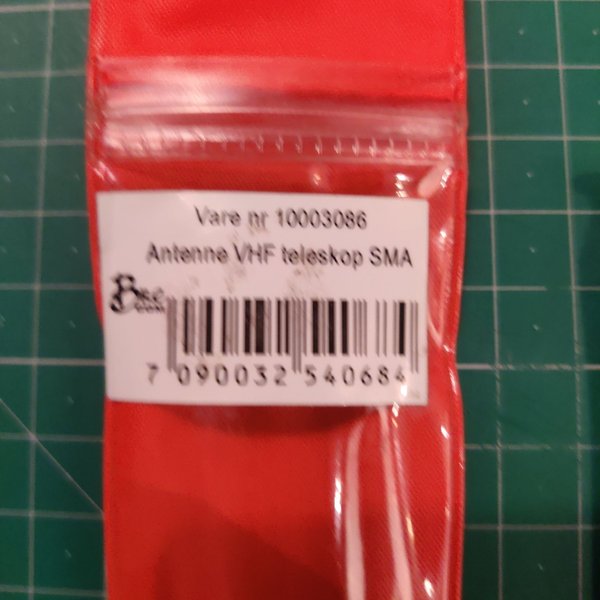 Vare nr 10003086
Antenne VHF teleskop SMA
7 090032 540684